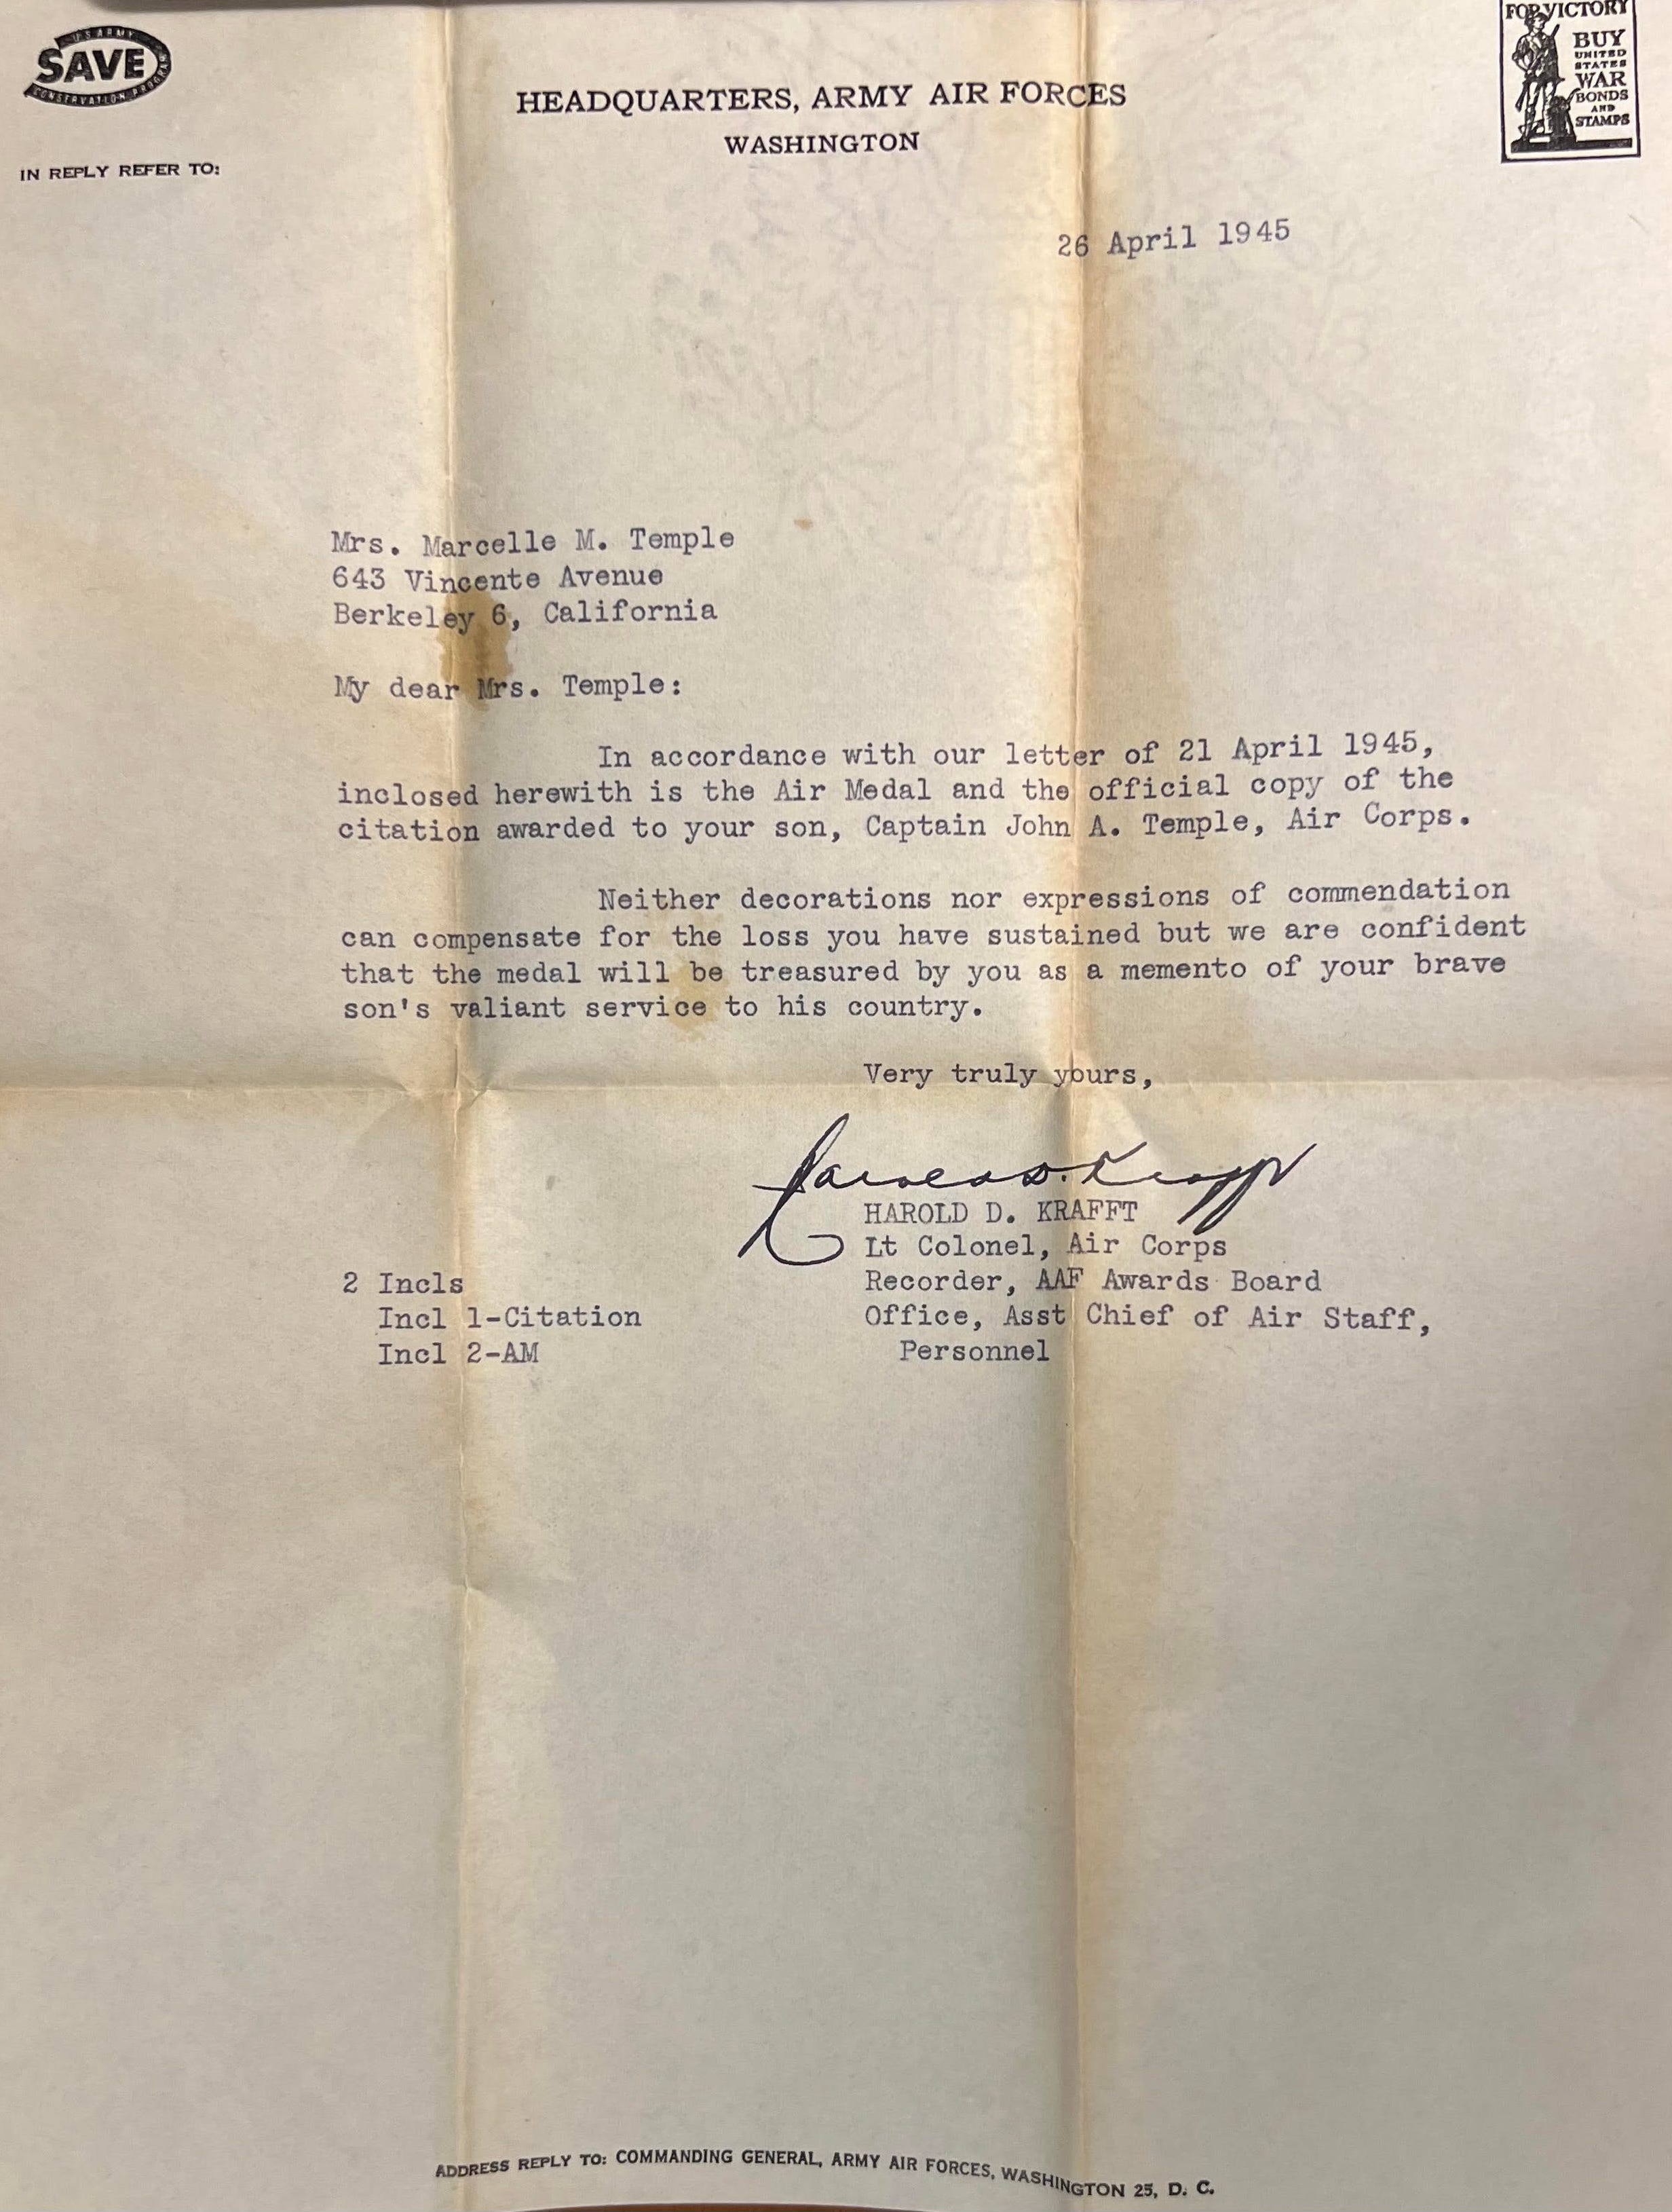 U S ARMY
SAVE
CONSERVATION PROGRAM
FOR VICTORY
BUY
UNITED
STATES
WAR
BONDS
AND
STAMPS
HEADQUARTERS, ARMY AIR FORCES
WASHINGTON
IN REPLY REFER TO:
26 April 1945
Mrs. Marcelle M. Temple
643 Vincente Avenue
Berkeley 6, California
My dear Mrs. Temple:
In accordance with our letter of 21 April 1945,
inclosed herewith is the Air Medal and the official copy of the
citation awarded to your son, Captain John A. Temple, Air Corps.
Neither decorations nor expressions of commendation
can compensate for the loss you have sustained but we are confident
that the medal will be treasured by you as a memento of your brave
son's valiant service to his country.
Very truly yours,
Harold D. Krafft
HAROLD D. KRAFFT
Lt Colonel, Air Corps
Recorder, AAF Awards Board
Office, Asst Chief of Air Staff,
Personnel
2 Incls
Incl 1-Citation
Incl 2-AM
ADDRESS REPLY TO: COMMANDING GENERAL, ARMY AIR FORCES, WASHINGTON 25, D. C.